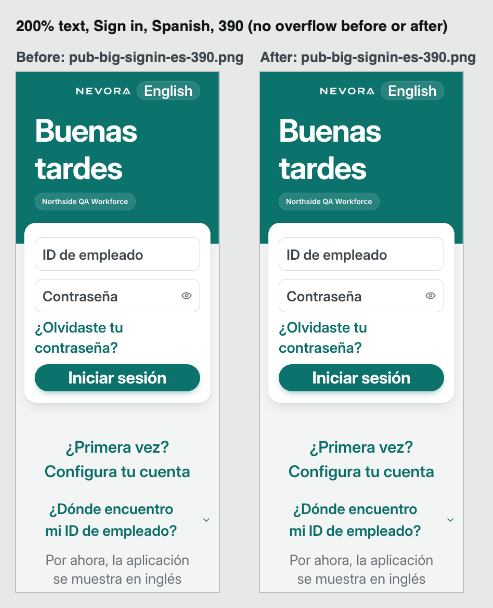 200% text, Sign in, Spanish, 390 (no overflow before or after)
Before: pub-big-signin-es-390.png
NEVORA English
Buenas
tardes
Northside QA Workforce
ID de empleado
Contraseña
¿Olvidaste tu
contraseña?
Iniciar sesión
¿Primera vez?
Configura tu cuenta
¿Dónde encuentro
mi ID de empleado?
Por ahora, la aplicación
se muestra en inglés
After: pub-big-signin-es-390.png
NEVORA English
Buenas
tardes
Northside QA Workforce
ID de empleado
Contraseña
¿Olvidaste tu
contraseña?
Iniciar sesión
¿Primera vez?
Configura tu cuenta
¿Dónde encuentro
mi ID de empleado?
Por ahora, la aplicación
se muestra en inglés